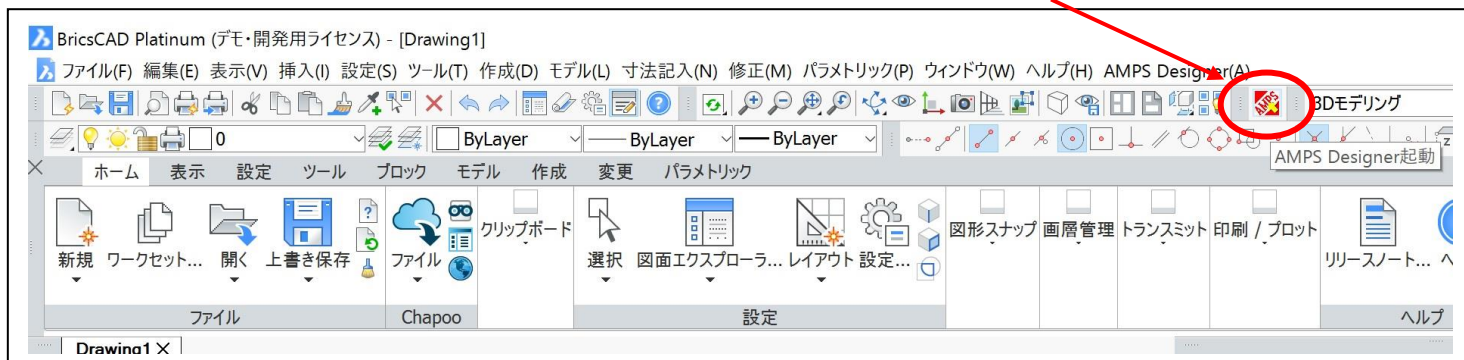 BricsCAD Platinum (デモ・開発用ライセンス) - [Drawing1]
ファイル(F) 編集(E) 表示(V) 挿入(I) 設定(S) ツール(T) 作成(D) モデル(L) 寸法記入(N) 修正(M) パラメトリック(P) ウィンドウ(W) ヘルプ(H) AMPS Designer(A)
AMPS 3Dモデリング
0 ByLayer ByLayer ByLayer
AMPS Designer起動
ホーム 表示 設定 ツール ブロック モデル 作成 変更 パラメトリック
新規 ワークセット... 開く 上書き保存 ファイル クリップボード 選択 図面エクスプローラ... レイアウト 設定... 図形スナップ 画層管理 トランスミット 印刷 / プロット リリースノート... ヘ
ファイル Chapoo 設定 ヘルプ
Drawing1